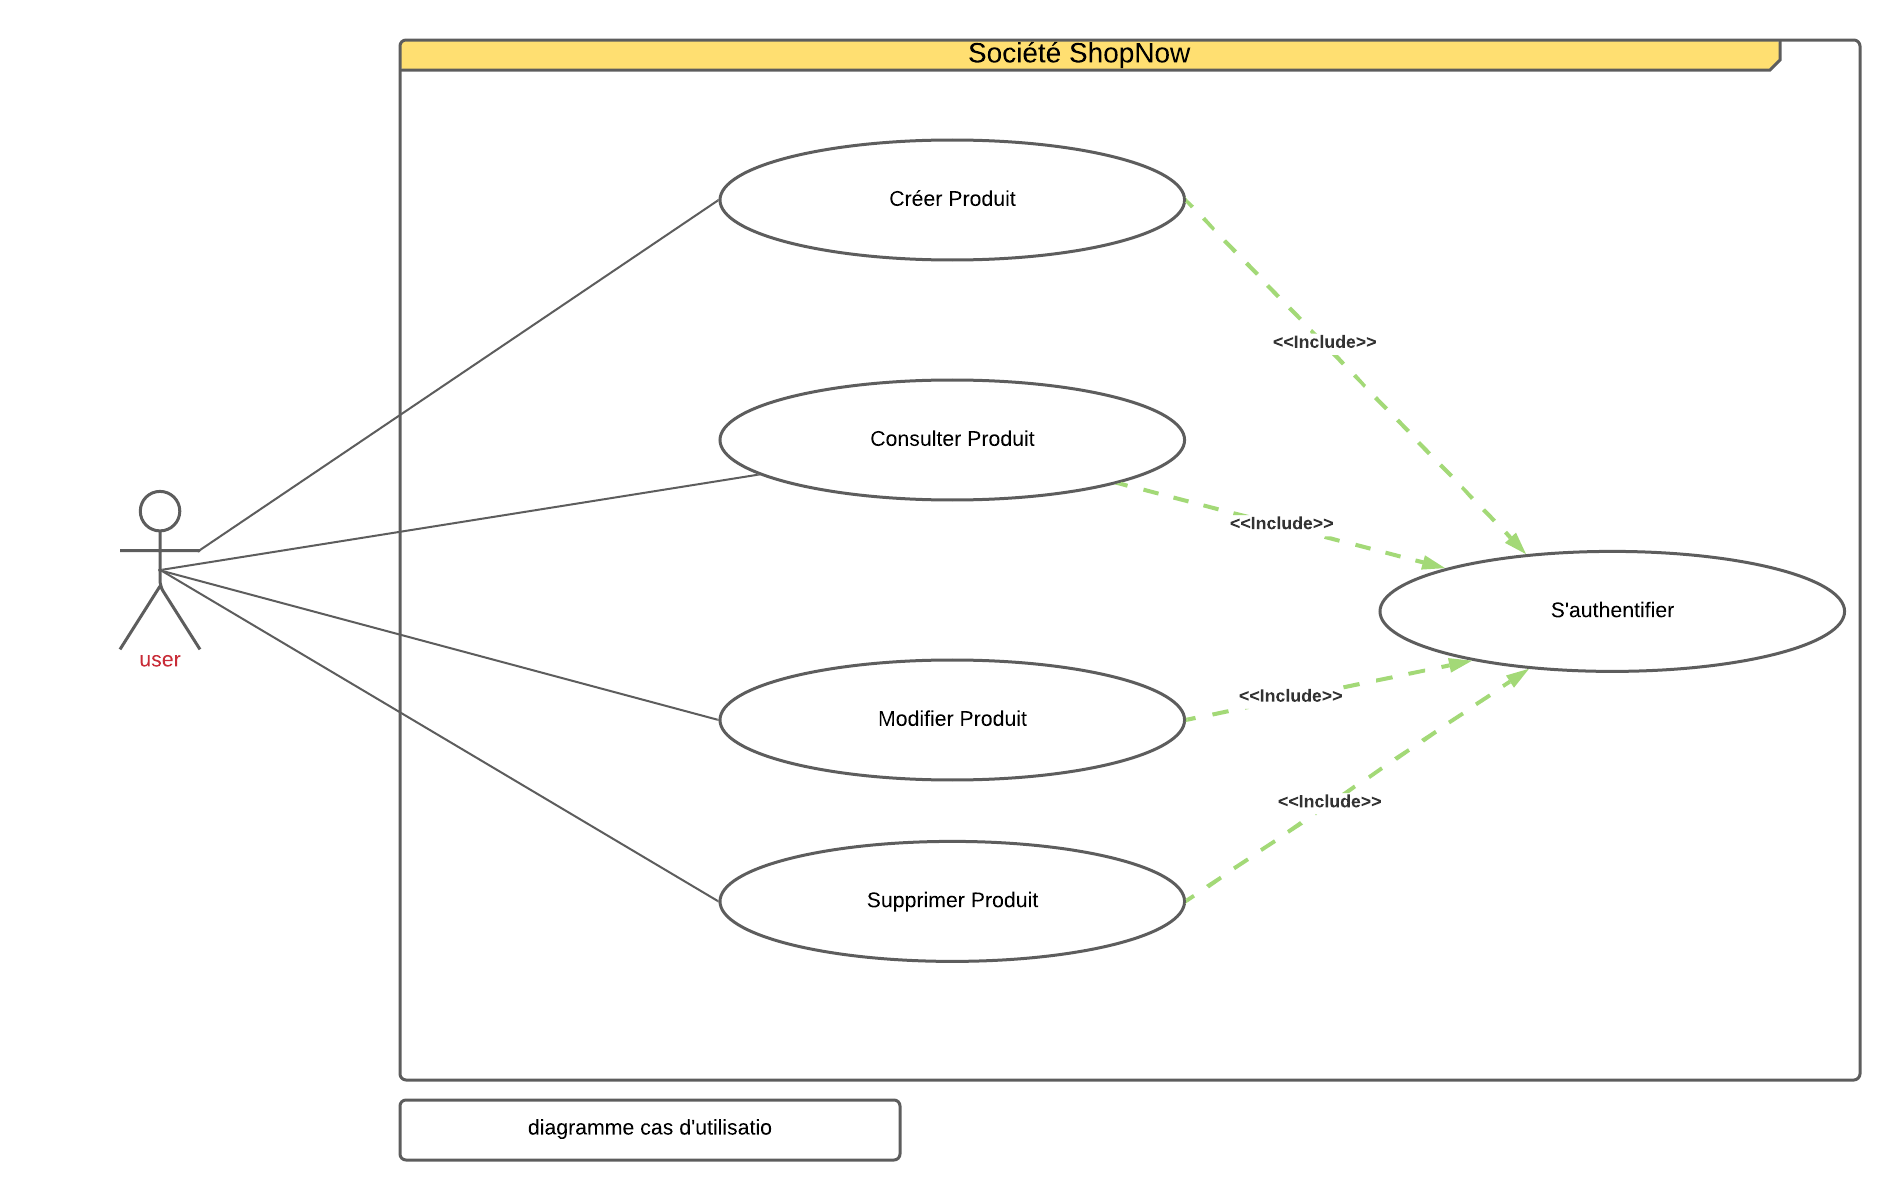 Société ShopNow
Créer Produit
<<Include>>
Consulter Produit
<<Include>>
S'authentifier
user
<<Include>>
Modifier Produit
<<Include>>
Supprimer Produit
diagramme cas d'utilisatio